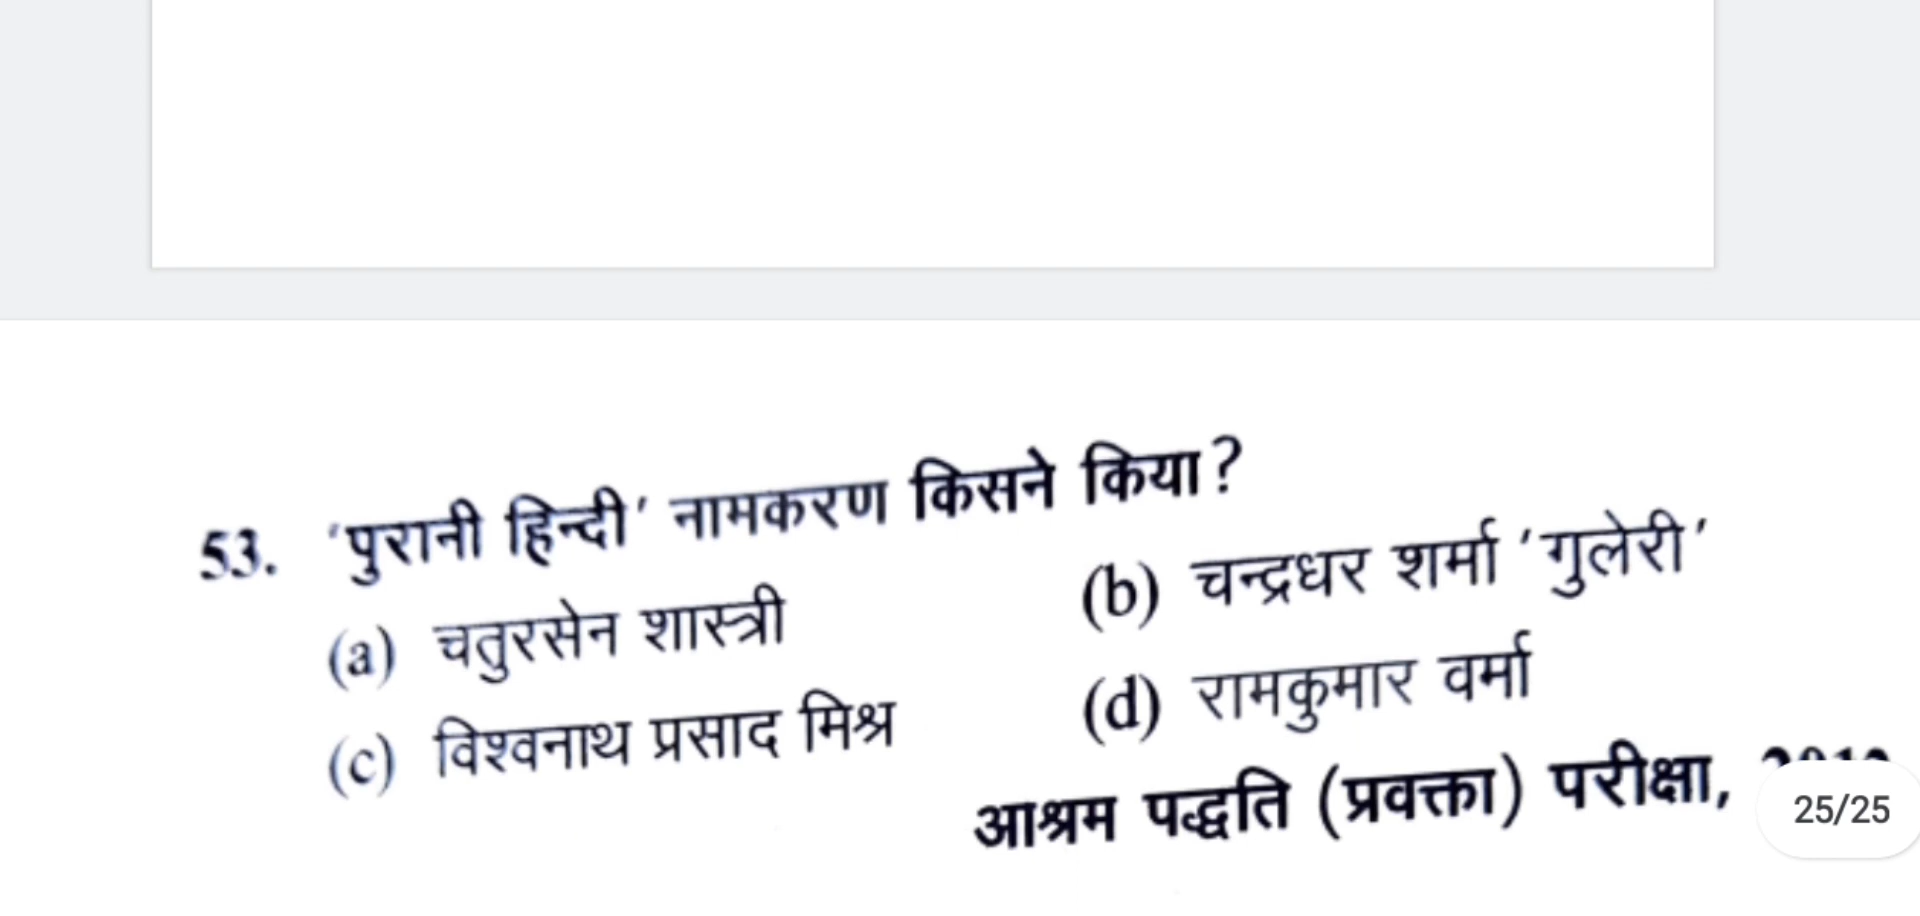 53. 'पुरानी हिन्दी' नामकरण किसने किया?
(a) चतुरसेन शास्त्री (b) चन्द्रधर शर्मा 'गुलेरी'
(c) विश्वनाथ प्रसाद मिश्र (d) रामकुमार वर्मा
आश्रम पद्धति (प्रवक्ता) परीक्षा,
25/25